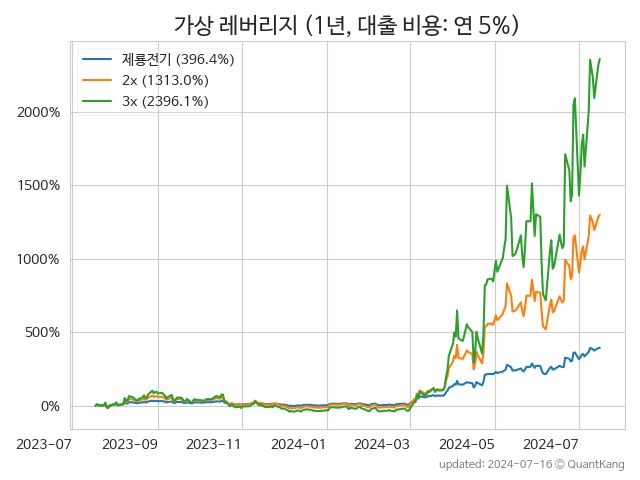 가상 레버리지 (1년, 대출 비용: 연 5%)
제룡전기 (396.4%)
2x (1313.0%)
3x (2396.1%)
2000%
1500%
1000%
500%
0%
2023-07 2023-09 2023-11 2024-01 2024-03 2024-05 2024-07
updated: 2024-07-16 © QuantKang